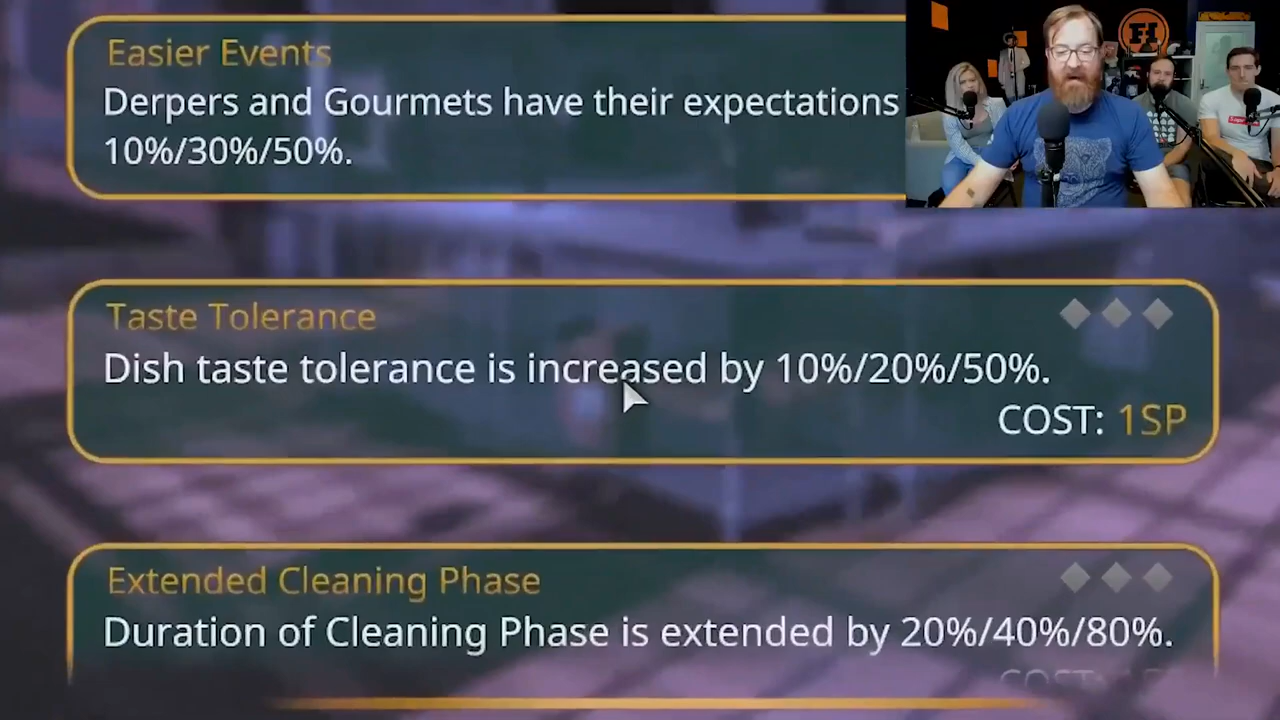 Easier Events
Derpers and Gourmets have their expectations
10%/30%/50%.
Taste Tolerance
Dish taste tolerance is increased by 10%/20%/50%.
COST: 1SP
Extended Cleaning Phase
Duration of Cleaning Phase is extended by 20%/40%/80%.
COST: